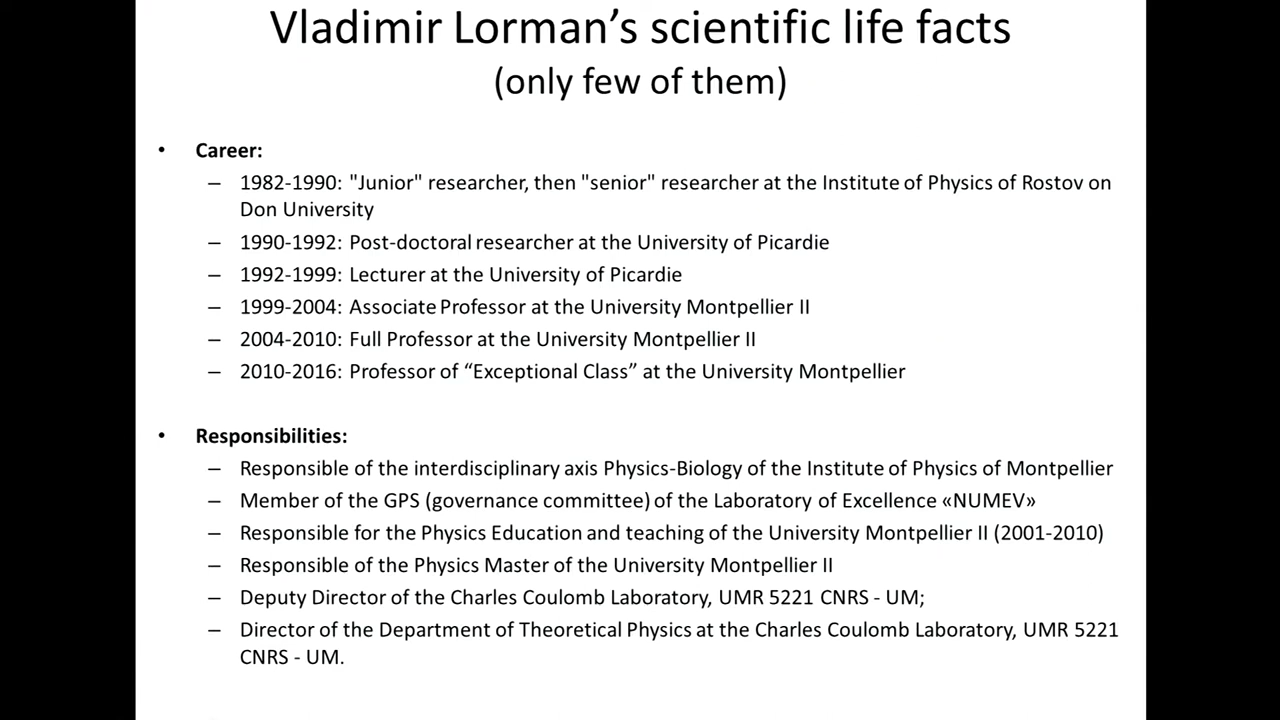 Vladimir Lorman’s scientific life facts
(only few of them)
• Career:
– 1982-1990: "Junior" researcher, then "senior" researcher at the Institute of Physics of Rostov on
Don University
– 1990-1992: Post-doctoral researcher at the University of Picardie
– 1992-1999: Lecturer at the University of Picardie
– 1999-2004: Associate Professor at the University Montpellier II
– 2004-2010: Full Professor at the University Montpellier II
– 2010-2016: Professor of “Exceptional Class” at the University Montpellier
• Responsibilities:
– Responsible of the interdisciplinary axis Physics-Biology of the Institute of Physics of Montpellier
– Member of the GPS (governance committee) of the Laboratory of Excellence «NUMEV»
– Responsible for the Physics Education and teaching of the University Montpellier II (2001-2010)
– Responsible of the Physics Master of the University Montpellier II
– Deputy Director of the Charles Coulomb Laboratory, UMR 5221 CNRS - UM;
– Director of the Department of Theoretical Physics at the Charles Coulomb Laboratory, UMR 5221
CNRS - UM.